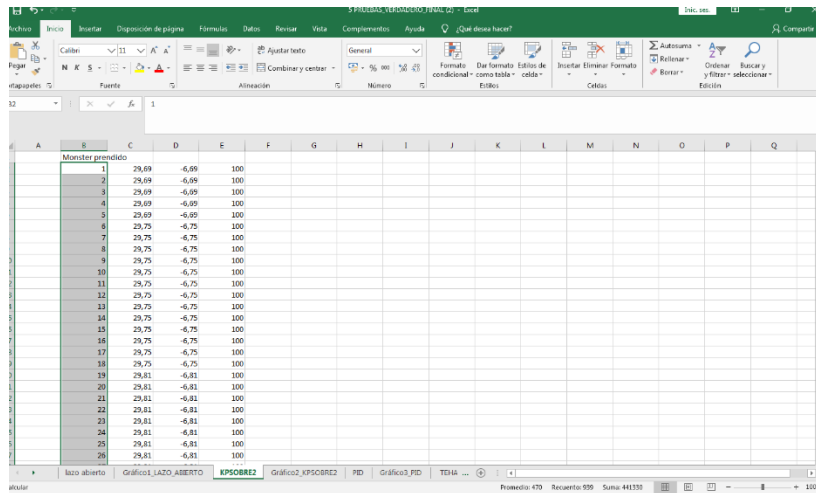 5 PRUEBAS_VERDADERO_FINAL (2) - Excel
Inic. ses.
Archivo Inicio Insertar Disposición de página Fórmulas Datos Revisar Vista Complementos Ayuda ¿Qué desea hacer? Compartir
Calibri 11 Ajustar texto General Autosuma
Pegar N K S Combinar y centrar % 000 Formato condicional Dar formato como tabla Estilos de celda Insertar Eliminar Formato Rellenar Borrar Ordenar y filtrar Buscar y seleccionar
Fuente Alineación Número Estilos Celdas Edición
fx 1
A B C D E F G H I J K L M N O P Q
Monster prendido
1 29,69 -6,69 100
2 29,69 -6,69 100
3 29,69 -6,69 100
4 29,69 -6,69 100
5 29,69 -6,69 100
6 29,75 -6,75 100
7 29,75 -6,75 100
8 29,75 -6,75 100
9 29,75 -6,75 100
10 29,75 -6,75 100
11 29,75 -6,75 100
12 29,75 -6,75 100
13 29,75 -6,75 100
14 29,75 -6,75 100
15 29,75 -6,75 100
16 29,75 -6,75 100
17 29,75 -6,75 100
18 29,75 -6,75 100
19 29,81 -6,81 100
20 29,81 -6,81 100
21 29,81 -6,81 100
22 29,81 -6,81 100
23 29,81 -6,81 100
24 29,81 -6,81 100
25 29,81 -6,81 100
26 29,81 -6,81 100
lazo abierto Gráfico1_LAZO_ABIERTO KPSOBRE2 Gráfico2_KPSOBRE2 PID Gráfico3_PID TEHA ...
Promedio: 470 Recuento: 939 Suma: 441330 100